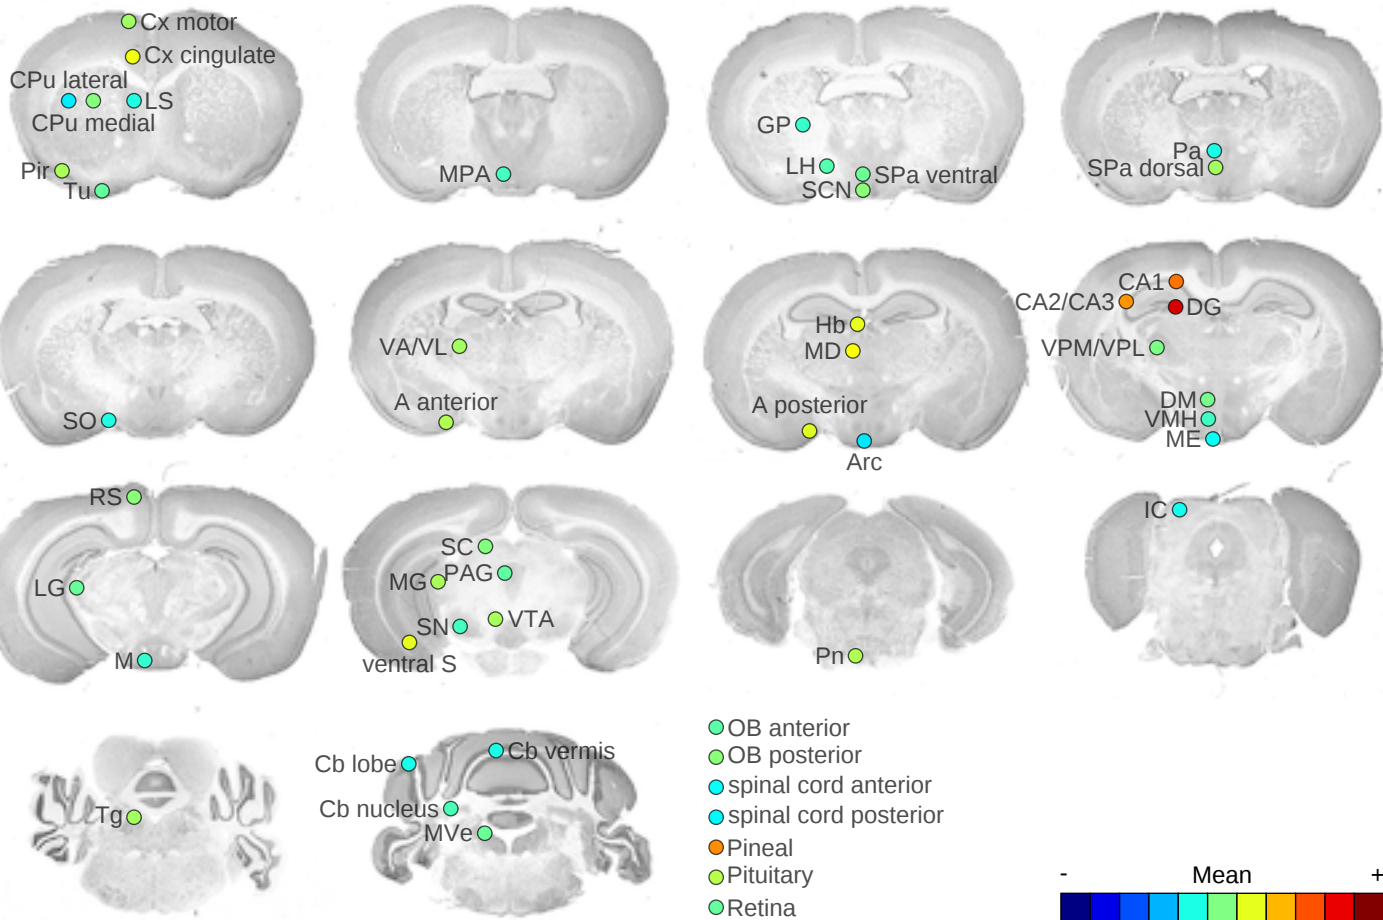 Cx motor
Cx cingulate
CPu lateral
LS
CPu medial
Pir
Tu
MPA
GP
LH
SPa ventral
SCN
Pa
SPa dorsal
SO
VA/VL
A anterior
Hb
MD
A posterior
Arc
CA1
CA2/CA3
DG
VPM/VPL
DM
VMH
ME
RS
LG
M
SC
PAG
MG
VTA
SN
ventral S
Pn
IC
Tg
Cb vermis
Cb lobe
Cb nucleus
MVe
OB anterior
OB posterior
spinal cord anterior
spinal cord posterior
Pineal
Pituitary
Retina
- Mean +